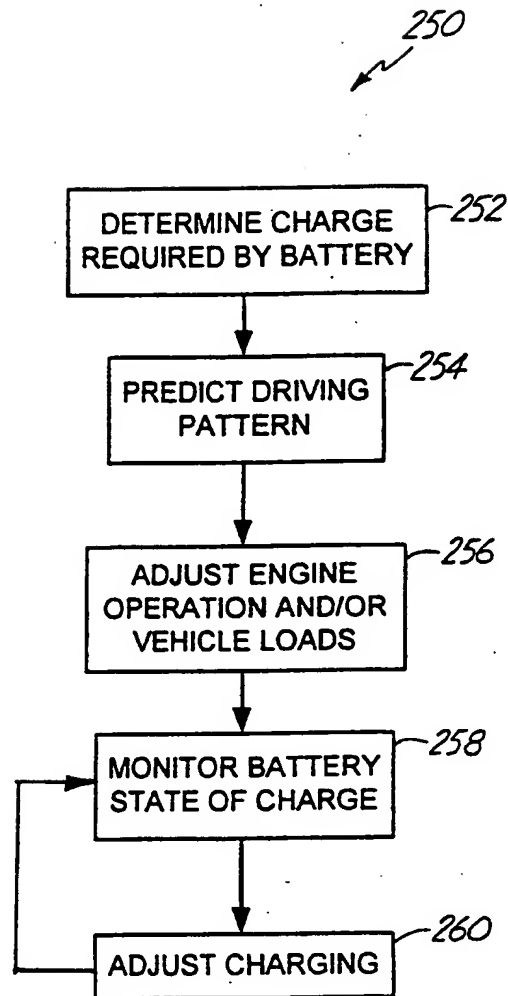 250
DETERMINE CHARGE
REQUIRED BY BATTERY
252
PREDICT DRIVING
PATTERN
254
ADJUST ENGINE
OPERATION AND/OR
VEHICLE LOADS
256
MONITOR BATTERY
STATE OF CHARGE
258
ADJUST CHARGING
260